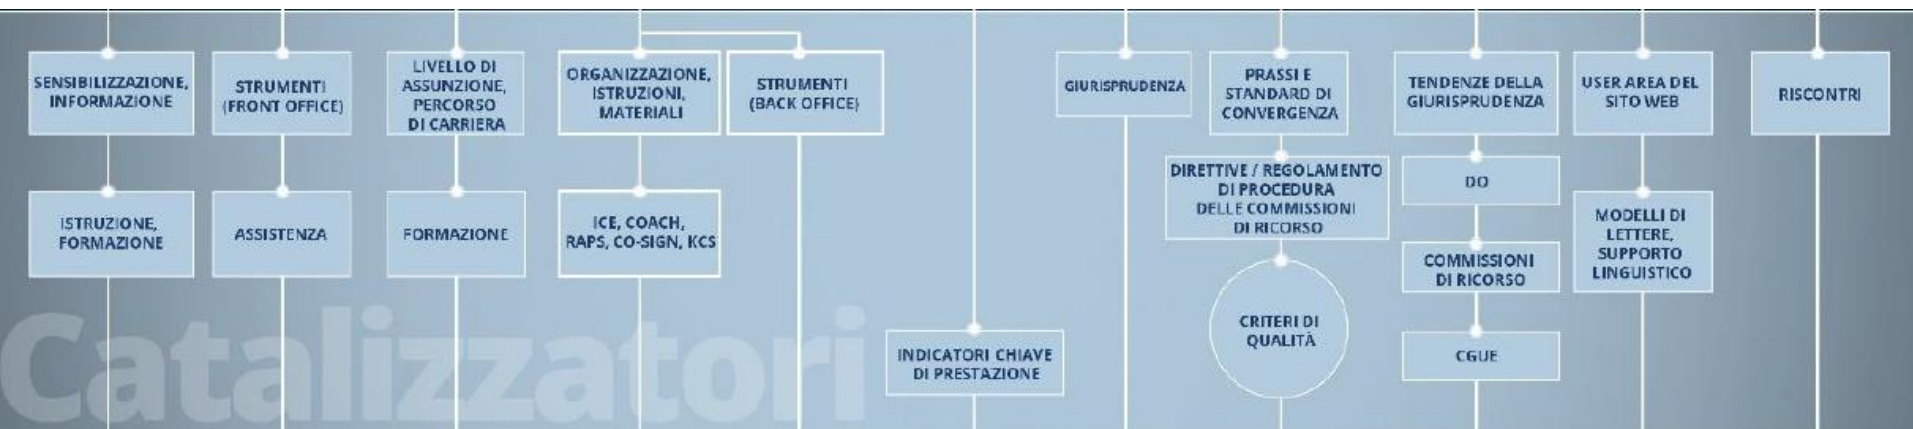 SENSIBILIZZAZIONE,
INFORMAZIONE
STRUMENTI
(FRONT OFFICE)
LIVELLO DI
ASSUNZIONE,
PERCORSO
DI CARRIERA
ORGANIZZAZIONE,
ISTRUZIONI,
MATERIALI
STRUMENTI
(BACK OFFICE)
GIURISPRUDENZA
PRASSI E
STANDARD DI
CONVERGENZA
TENDENZE DELLA
GIURISPRUDENZA
USER AREA DEL
SITO WEB
RISCONTRI
ISTRUZIONE,
FORMAZIONE
ASSISTENZA
FORMAZIONE
ICE, COACH,
RAPS, CO-SIGN, KCS
DIRETTIVE / REGOLAMENTO
DI PROCEDURA
DELLE COMMISSIONI
DI RICORSO
DO
COMMISSIONI
DI RICORSO
MODELLI DI
LETTERE,
SUPPORTO
LINGUISTICO
INDICATORI CHIAVE
DI PRESTAZIONE
CRITERI DI
QUALITÀ
CGUE
Catalizzatori